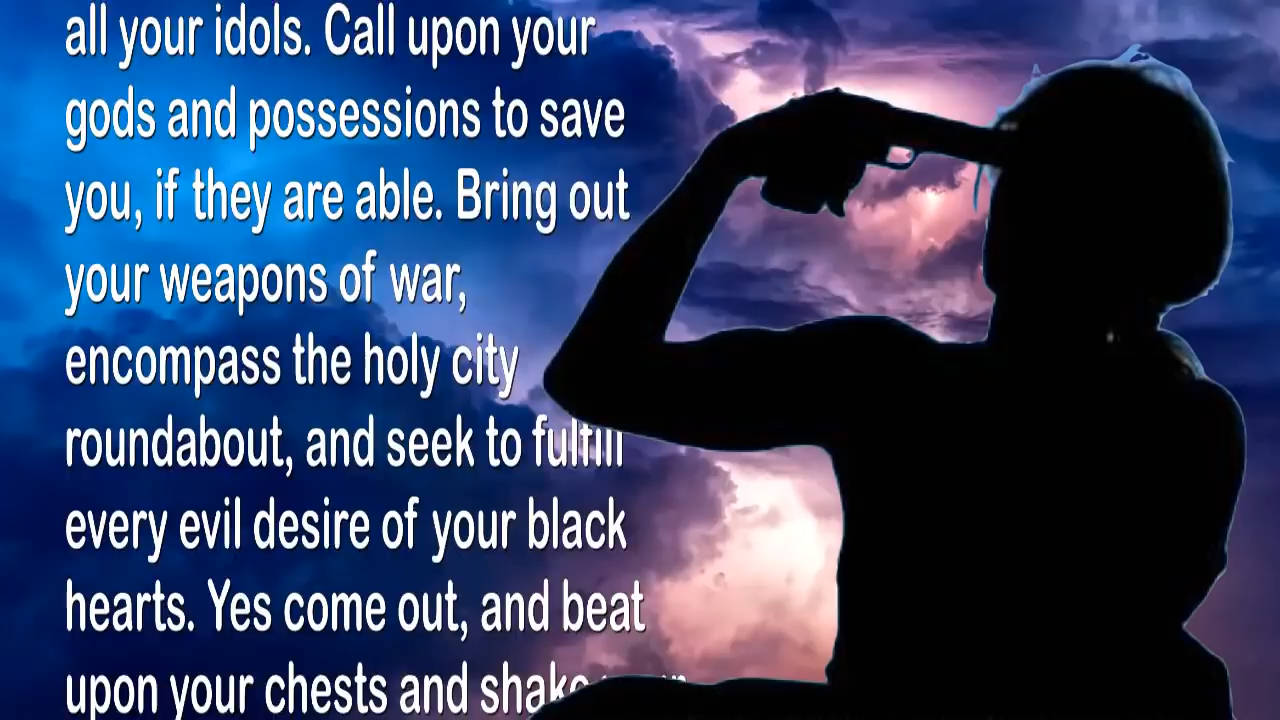 all your idols. Call upon your
gods and possessions to save
you, if they are able. Bring out
your weapons of war,
encompass the holy city
roundabout, and seek to fulfill
every evil desire of your black
hearts. Yes come out, and beat
upon your chests and shake